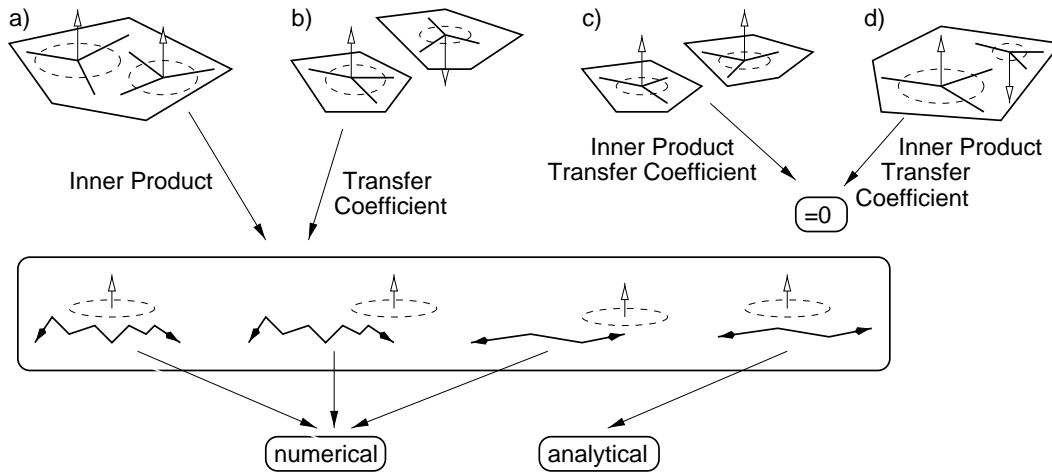 a)
b)
c)
d)
Inner Product
Transfer
Coefficient
Inner Product
Transfer Coefficient
Inner Product
Transfer
Coefficient
=0
numerical
analytical